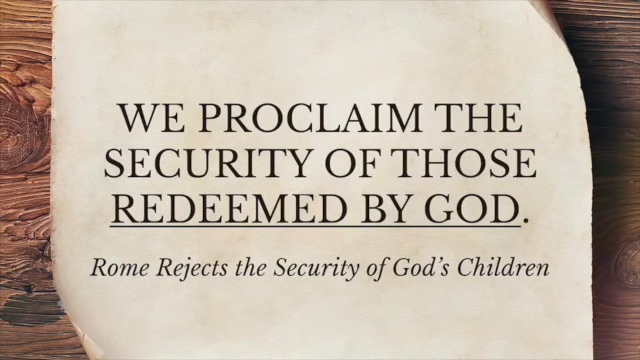 WE PROCLAIM THE
SECURITY OF THOSE
REDEEMED BY GOD.
Rome Rejects the Security of God’s Children